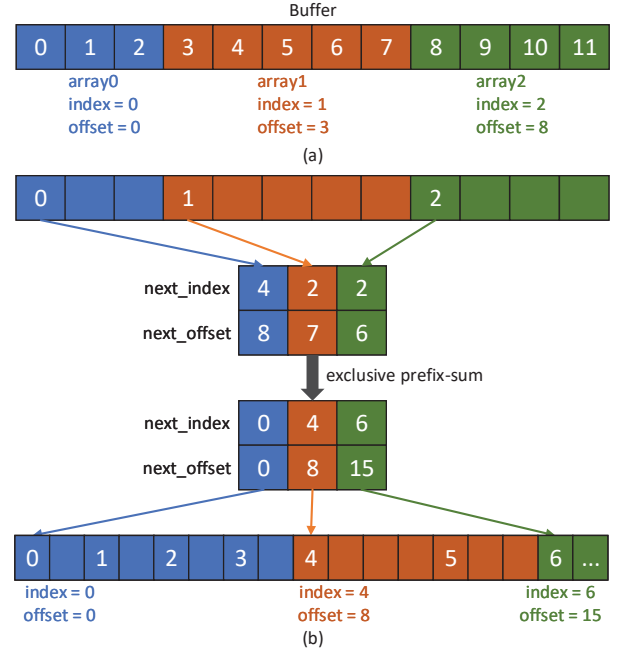 Buffer
0 1 2 3 4 5 6 7 8 9 10 11
array0 array1 array2
index = 0 index = 1 index = 2
offset = 0 offset = 3 offset = 8
(a)
0 1 2
next_index 4 2 2
next_offset 8 7 6
exclusive prefix-sum
next_index 0 4 6
next_offset 0 8 15
0 1 2 3 4 5 6 ...
index = 0 index = 4 index = 6
offset = 0 offset = 8 offset = 15
(b)